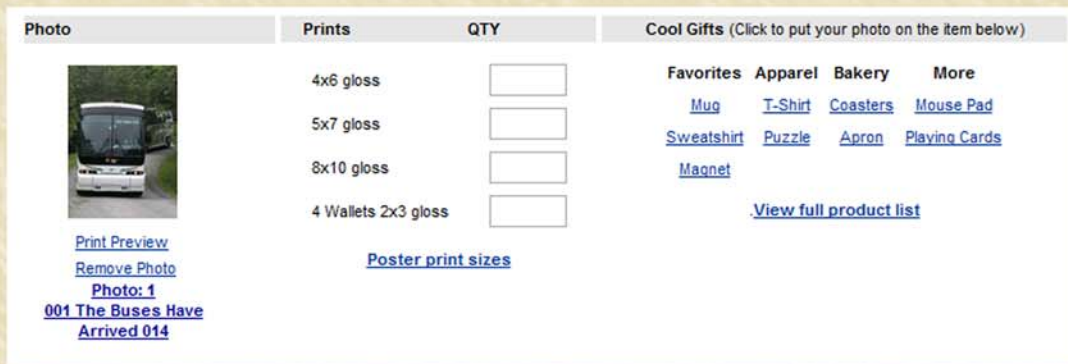 Photo Prints QTY Cool Gifts (Click to put your photo on the item below)
4x6 gloss
5x7 gloss
8x10 gloss
4 Wallets 2x3 gloss
Poster print sizes
Favorites Apparel Bakery More
Mug T-Shirt Coasters Mouse Pad
Sweatshirt Puzzle Apron Playing Cards
Magnet
.View full product list
Print Preview
Remove Photo
Photo: 1
001 The Buses Have
Arrived 014